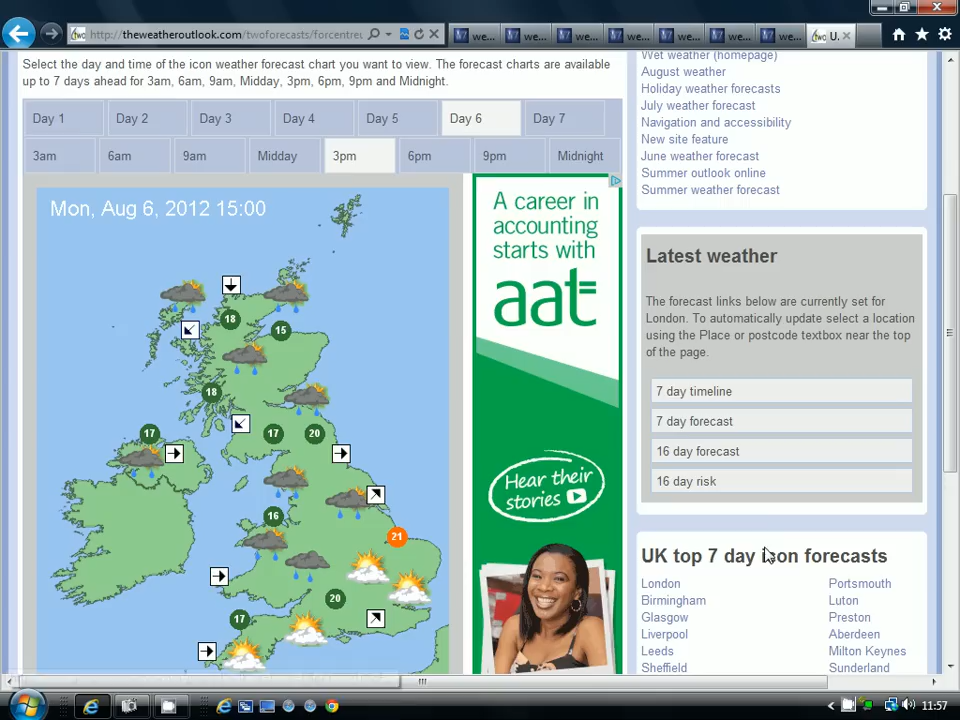 http://theweatheroutlook.com/twoforecasts/forcentre
we...
we...
we...
we...
we...
we...
we...
twc U.
Select the day and time of the icon weather forecast chart you want to view. The forecast charts are available
up to 7 days ahead for 3am, 6am, 9am, Midday, 3pm, 6pm, 9pm and Midnight.
Day 1
Day 2
Day 3
Day 4
Day 5
Day 6
Day 7
3am
6am
9am
Midday
3pm
6pm
9pm
Midnight
Mon, Aug 6, 2012 15:00
18
15
18
17
17
20
16
21
20
17
A career in
accounting
starts with
aat
Hear their
stories
Wet weather (homepage)
August weather
Holiday weather forecasts
July weather forecast
Navigation and accessibility
New site feature
June weather forecast
Summer outlook online
Summer weather forecast
Latest weather
The forecast links below are currently set for
London. To automatically update select a location
using the Place or postcode textbox near the top
of the page.
7 day timeline
7 day forecast
16 day forecast
16 day risk
UK top 7 day icon forecasts
London
Birmingham
Glasgow
Liverpool
Leeds
Sheffield
Portsmouth
Luton
Preston
Aberdeen
Milton Keynes
Sunderland
11:57